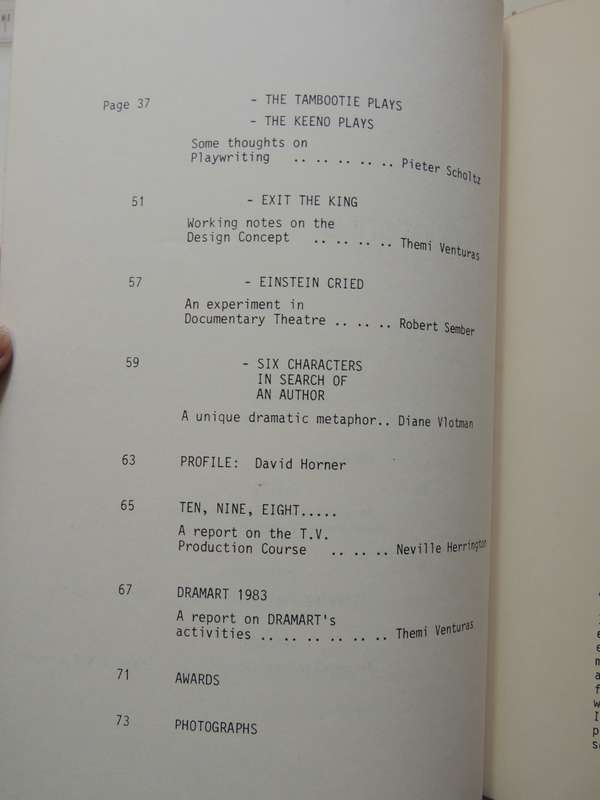 Page 37 - THE TAMBOOTIE PLAYS
- THE KEENO PLAYS
Some thoughts on
Playwriting .. .. .. .. .. Pieter Scholtz
51 - EXIT THE KING
Working notes on the
Design Concept .. .. .. .. Themi Venturas
57 - EINSTEIN CRIED
An experiment in
Documentary Theatre .. .. .. Robert Sember
59 - SIX CHARACTERS
IN SEARCH OF
AN AUTHOR
A unique dramatic metaphor.. Diane Vlotman
63 PROFILE: David Horner
65 TEN, NINE, EIGHT.....
A report on the T.V.
Production Course .. .. .. Neville Herrington
67 DRAMART 1983
A report on DRAMART's
activities .. .. .. .. .. .. Themi Venturas
71 AWARDS
73 PHOTOGRAPHS